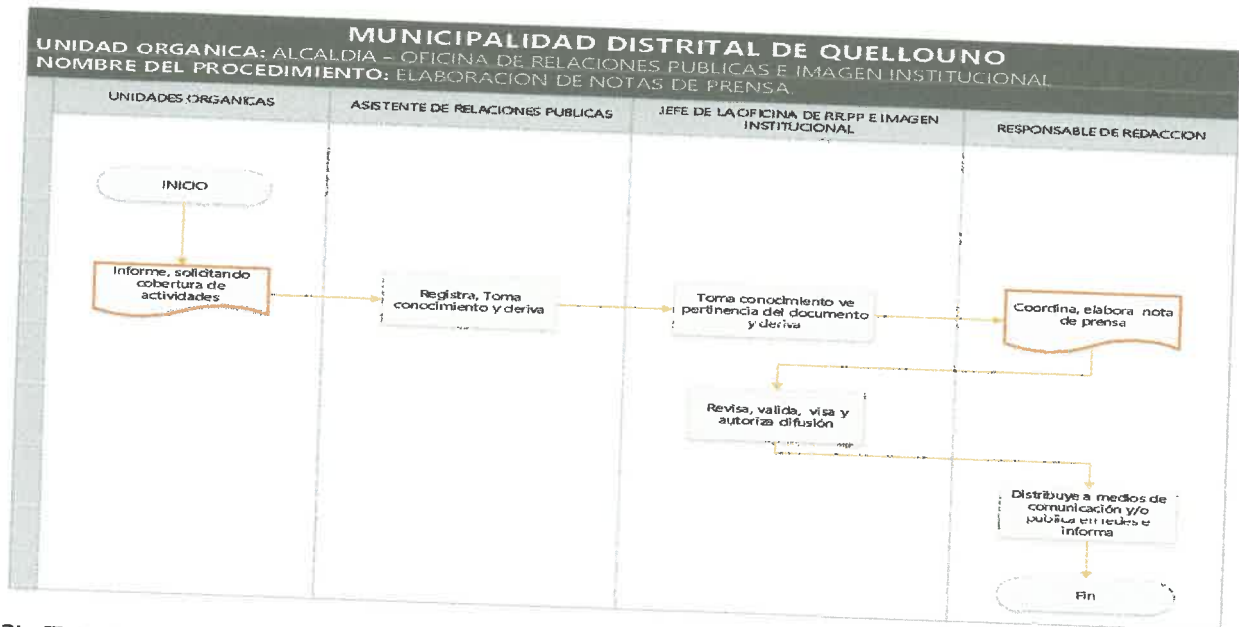 MUNICIPALIDAD DISTRITAL DE QUELLOUNO
UNIDAD ORGANICA: ALCALDIA – OFICINA DE RELACIONES PUBLICAS E IMAGEN INSTITUCIONAL
NOMBRE DEL PROCEDIMIENTO: ELABORACION DE NOTAS DE PRENSA.
UNIDADES ORGANICAS
ASISTENTE DE RELACIONES PUBLICAS
JEFE DE LA OFICINA DE RR.PP E IMAGEN
INSTITUCIONAL
RESPONSABLE DE REDACCION
INICIO
Informe, solicitando
cobertura de
actividades
Registra, Toma
conocimiento y deriva
Toma conocimiento ve
pertinencia del documento
y deriva
Coordina, elabora nota
de prensa
Revisa, valida, visa y
autoriza difusión
Distribuye a medios de
comunicación y/o
publica en redes e
informa
Fin